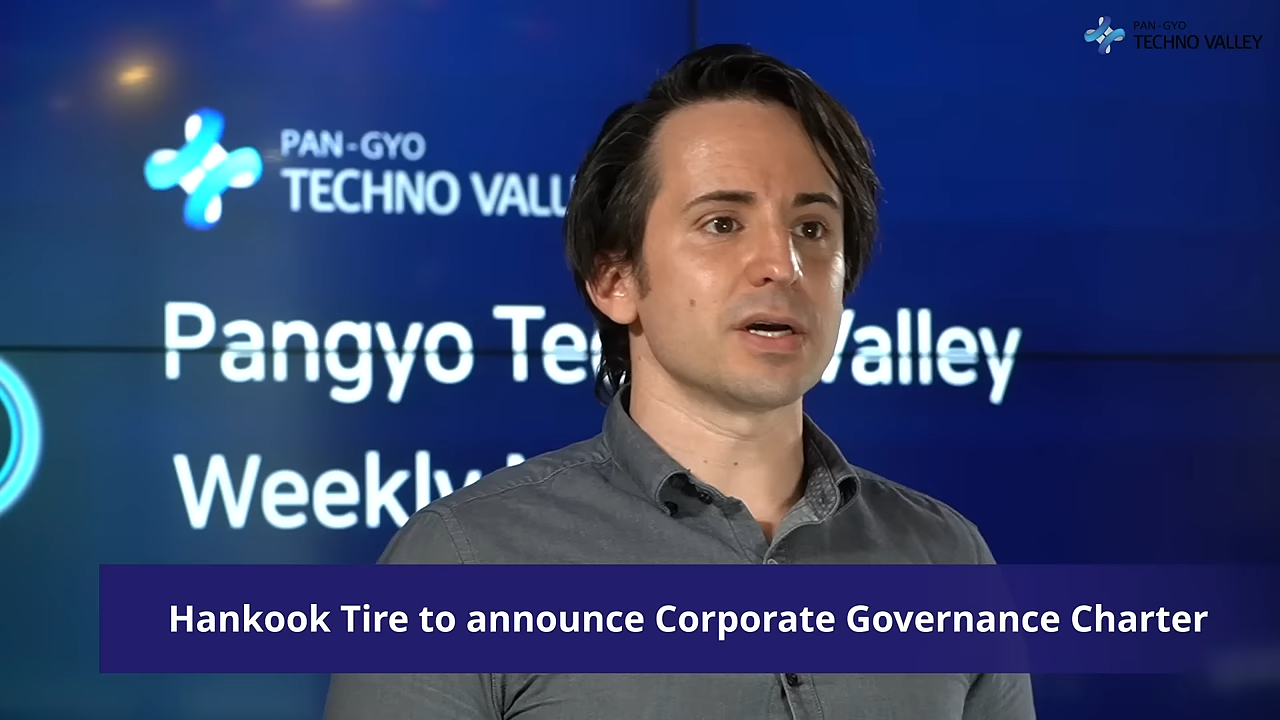 PAN-GYO
TECHNO VALLEY
PAN-GYO
TECHNO VALL
Pangyo Te Valley
Weekly
Hankook Tire to announce Corporate Governance Charter